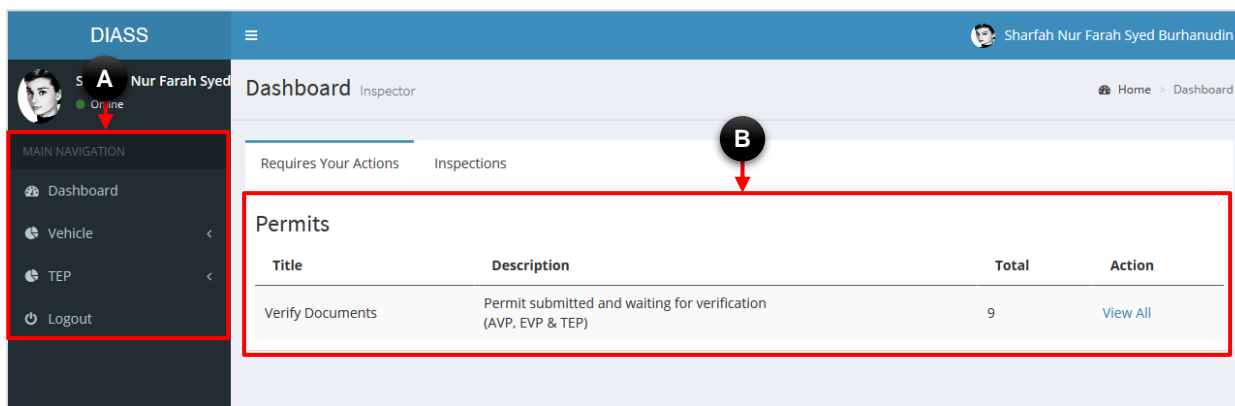 DIASS
Sharfah Nur Farah Syed Burhanudin
S Nur Farah Syed
A
Online
Dashboard Inspector
Home > Dashboard
MAIN NAVIGATION
Dashboard
Vehicle
TEP
Logout
B
Requires Your Actions Inspections
Permits
Title Description Total Action
Verify Documents Permit submitted and waiting for verification 9 View All
(AVP, EVP & TEP)